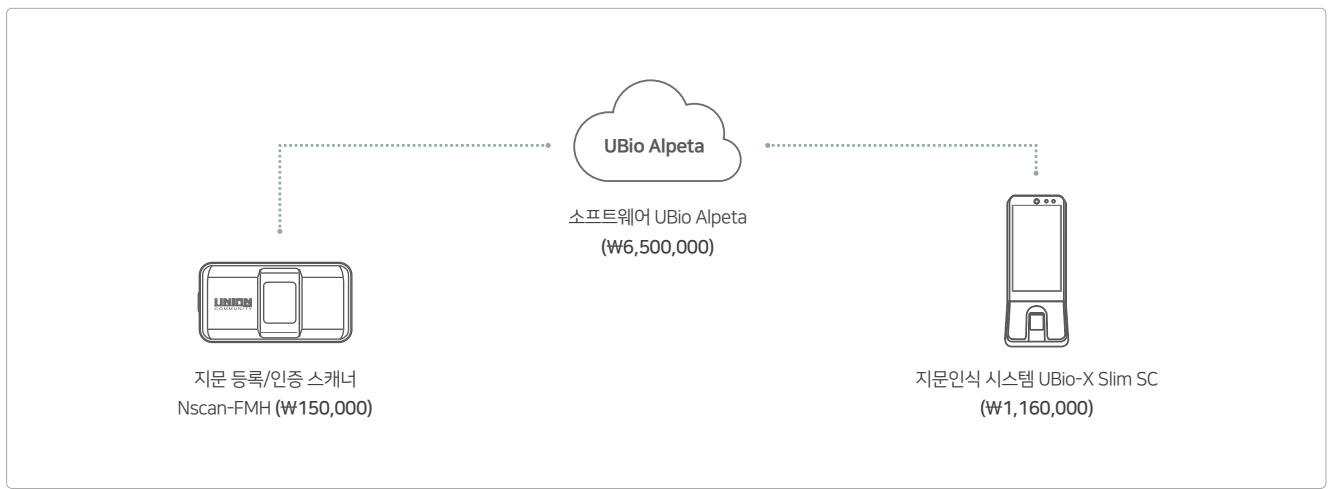 UBio Alpeta
소프트웨어 UBio Alpeta
(₩6,500,000)
UNION
COMMUNITY
지문 등록/인증 스캐너
Nscan-FMH (₩150,000)
지문인식 시스템 UBio-X Slim SC
(₩1,160,000)